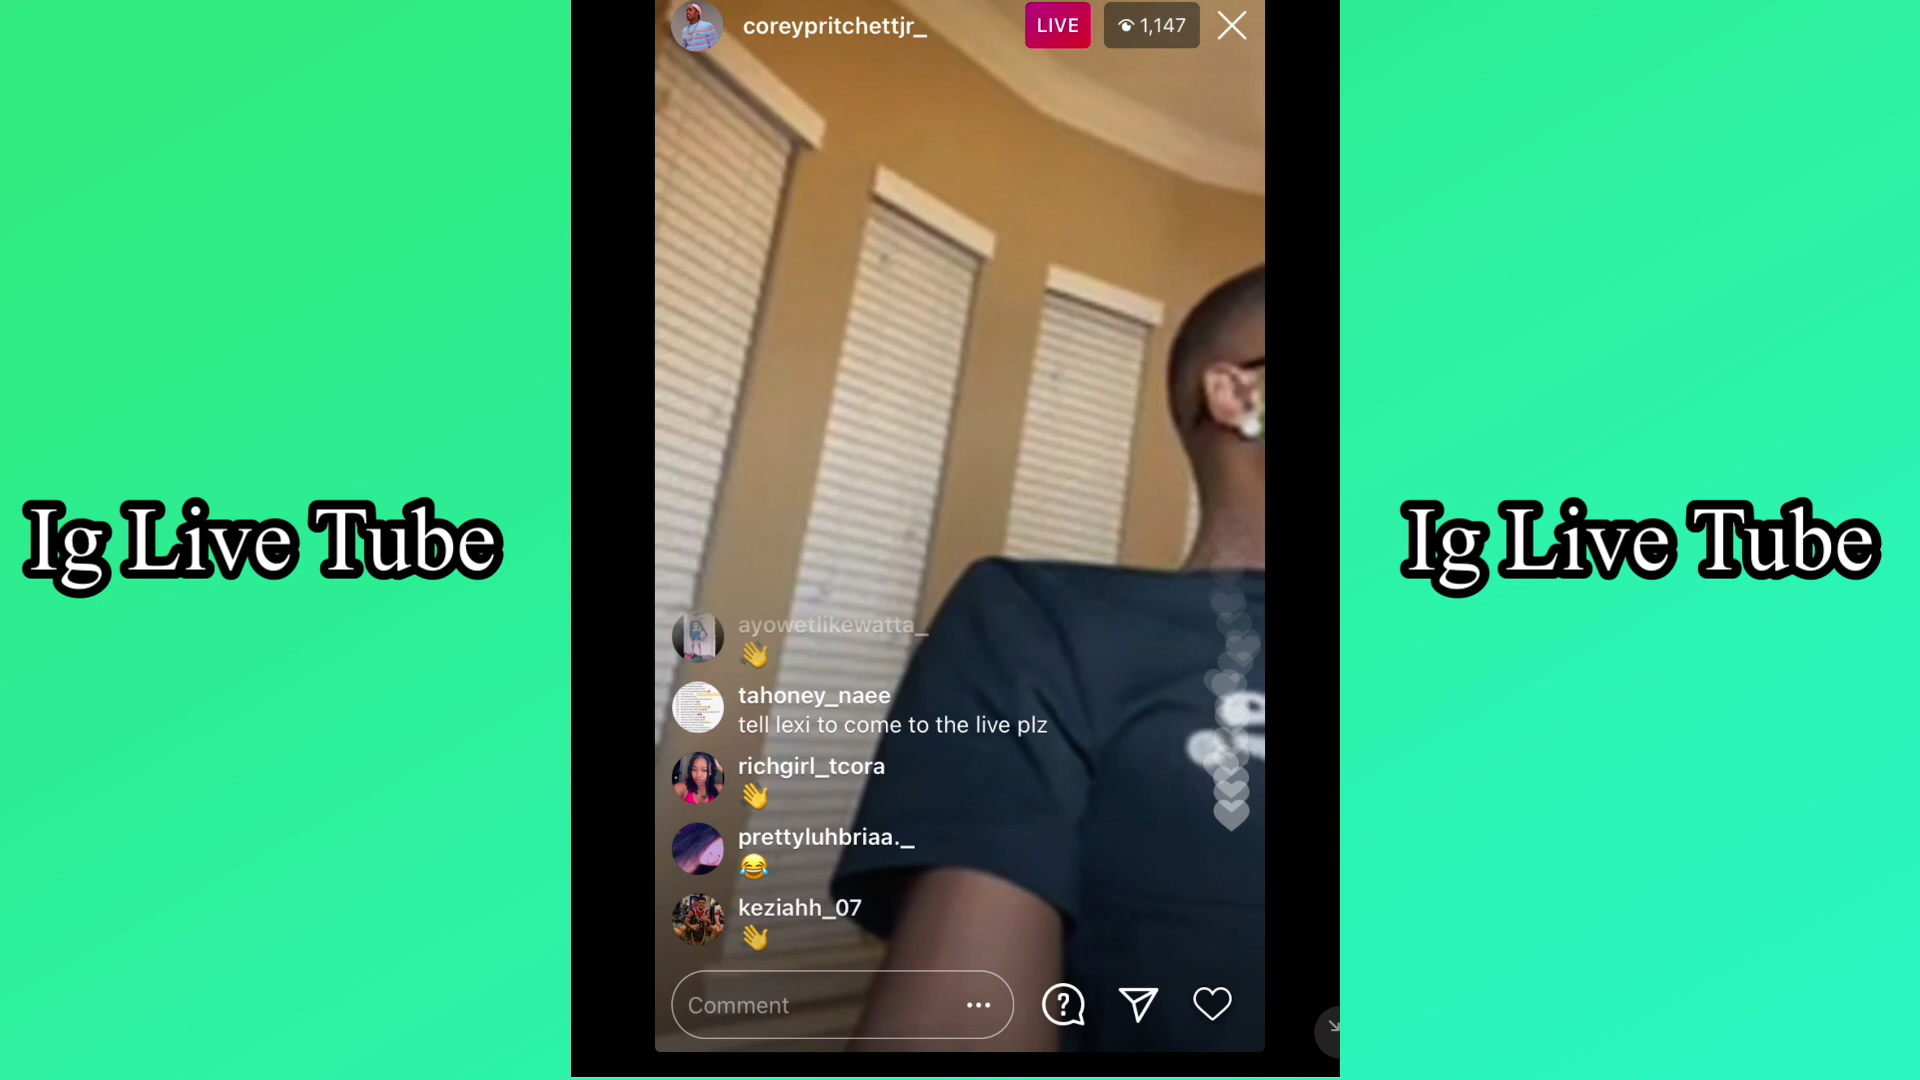 coreypritchettjr_
LIVE
1,147
Ig Live Tube
Ig Live Tube
ayowetlikewatta_
👋
tahoney_naee
tell lexi to come to the live plz
richgirl_tcora
👋
prettyluhbriaa._
😂
keziahh_07
👋
Comment